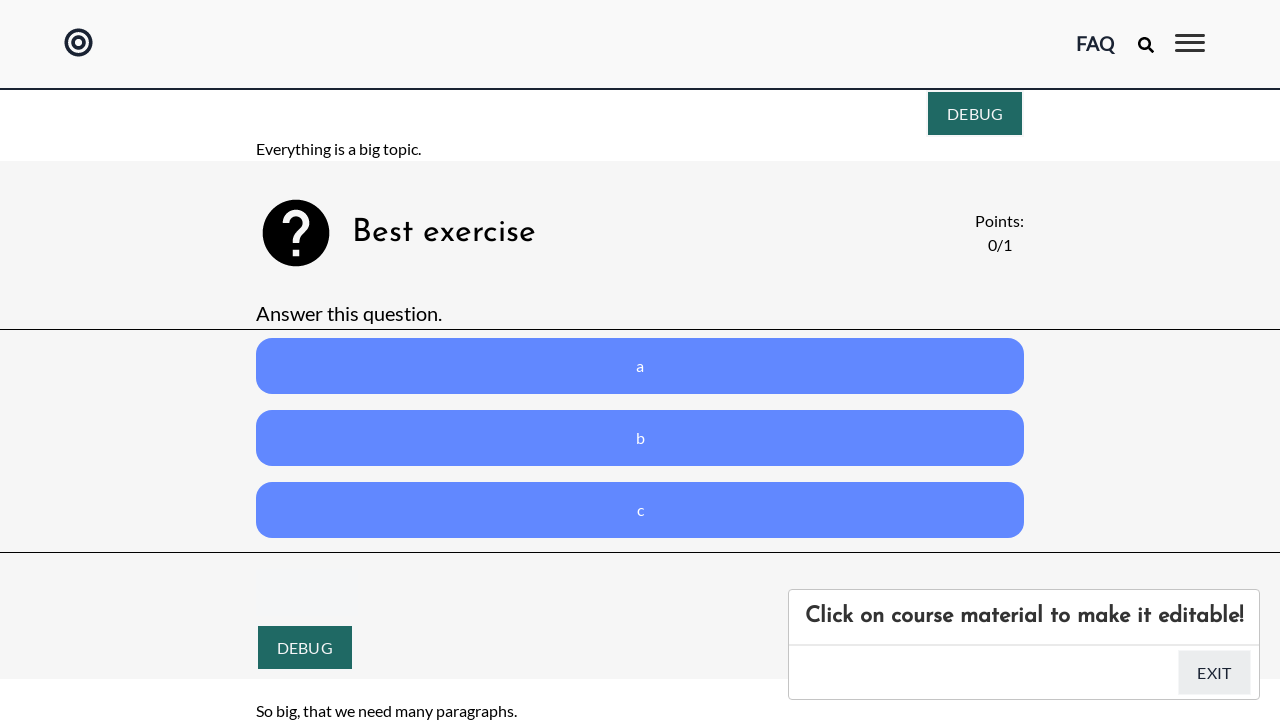 FAQ
DEBUG
Everything is a big topic.
Best exercise
Points:
0/1
Answer this question.
a
b
c
Click on course material to make it editable!
DEBUG
EXIT
So big, that we need many paragraphs.